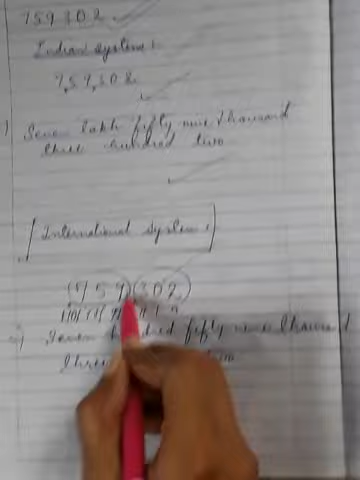 759302
Indian system:
7,59,302
Seven lakh fifty nine thousand
three hundred two
International System:
(759)(302)
Seven hundred fifty nine thousand
three